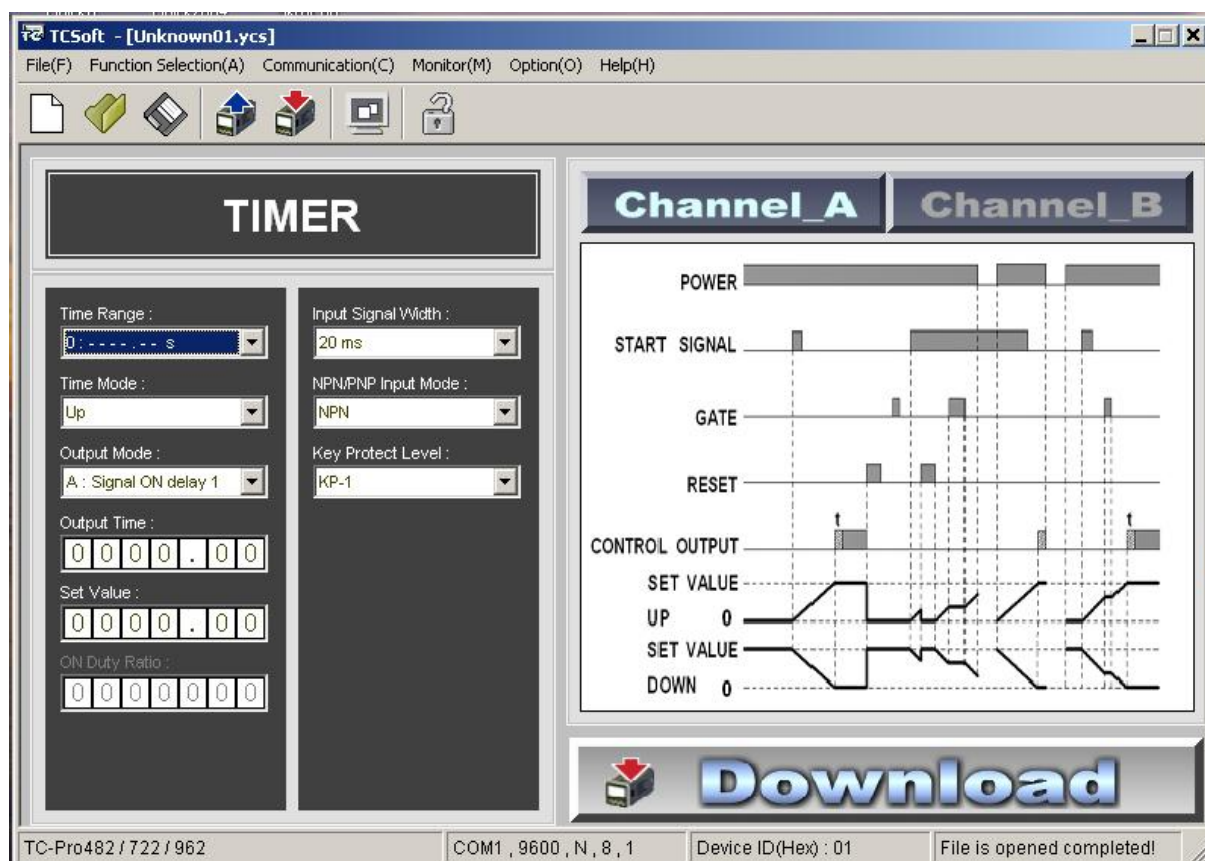 TCSoft - [Unknown01.ycs]
File(F) Function Selection(A) Communication(C) Monitor(M) Option(O) Help(H)
TIMER
Time Range :
0 : - - - - . - - s
Time Mode :
Up
Output Mode :
A : Signal ON delay 1
Output Time :
0 0 0 0 . 0 0
Set Value :
0 0 0 0 . 0 0
ON Duty Ratio :
0 0 0 0 0 0 0
Input Signal Width :
20 ms
NPN/PNP Input Mode :
NPN
Key Protect Level :
KP-1
Channel_A
Channel_B
POWER
START SIGNAL
GATE
RESET
t t
CONTROL OUTPUT
SET VALUE
UP 0
SET VALUE
DOWN 0
Download
TC-Pro482 / 722 / 962
COM1 , 9600 , N , 8 , 1
Device ID(Hex) : 01
File is opened completed!